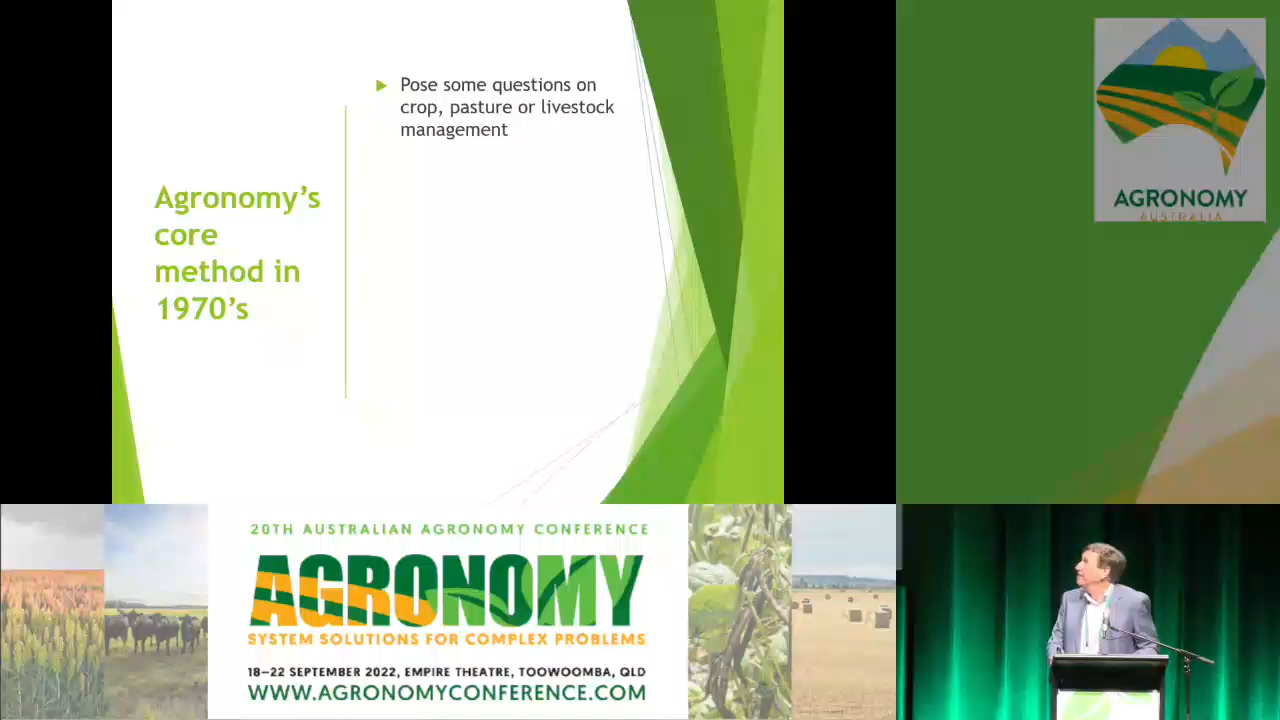 Agronomy’s
core
method in
1970’s
Pose some questions on
crop, pasture or livestock
management
AGRONOMY
AUSTRALIA
20TH AUSTRALIAN AGRONOMY CONFERENCE
AGRONOMY
SYSTEM SOLUTIONS FOR COMPLEX PROBLEMS
18–22 SEPTEMBER 2022, EMPIRE THEATRE, TOOWOOMBA, QLD
WWW.AGRONOMYCONFERENCE.COM